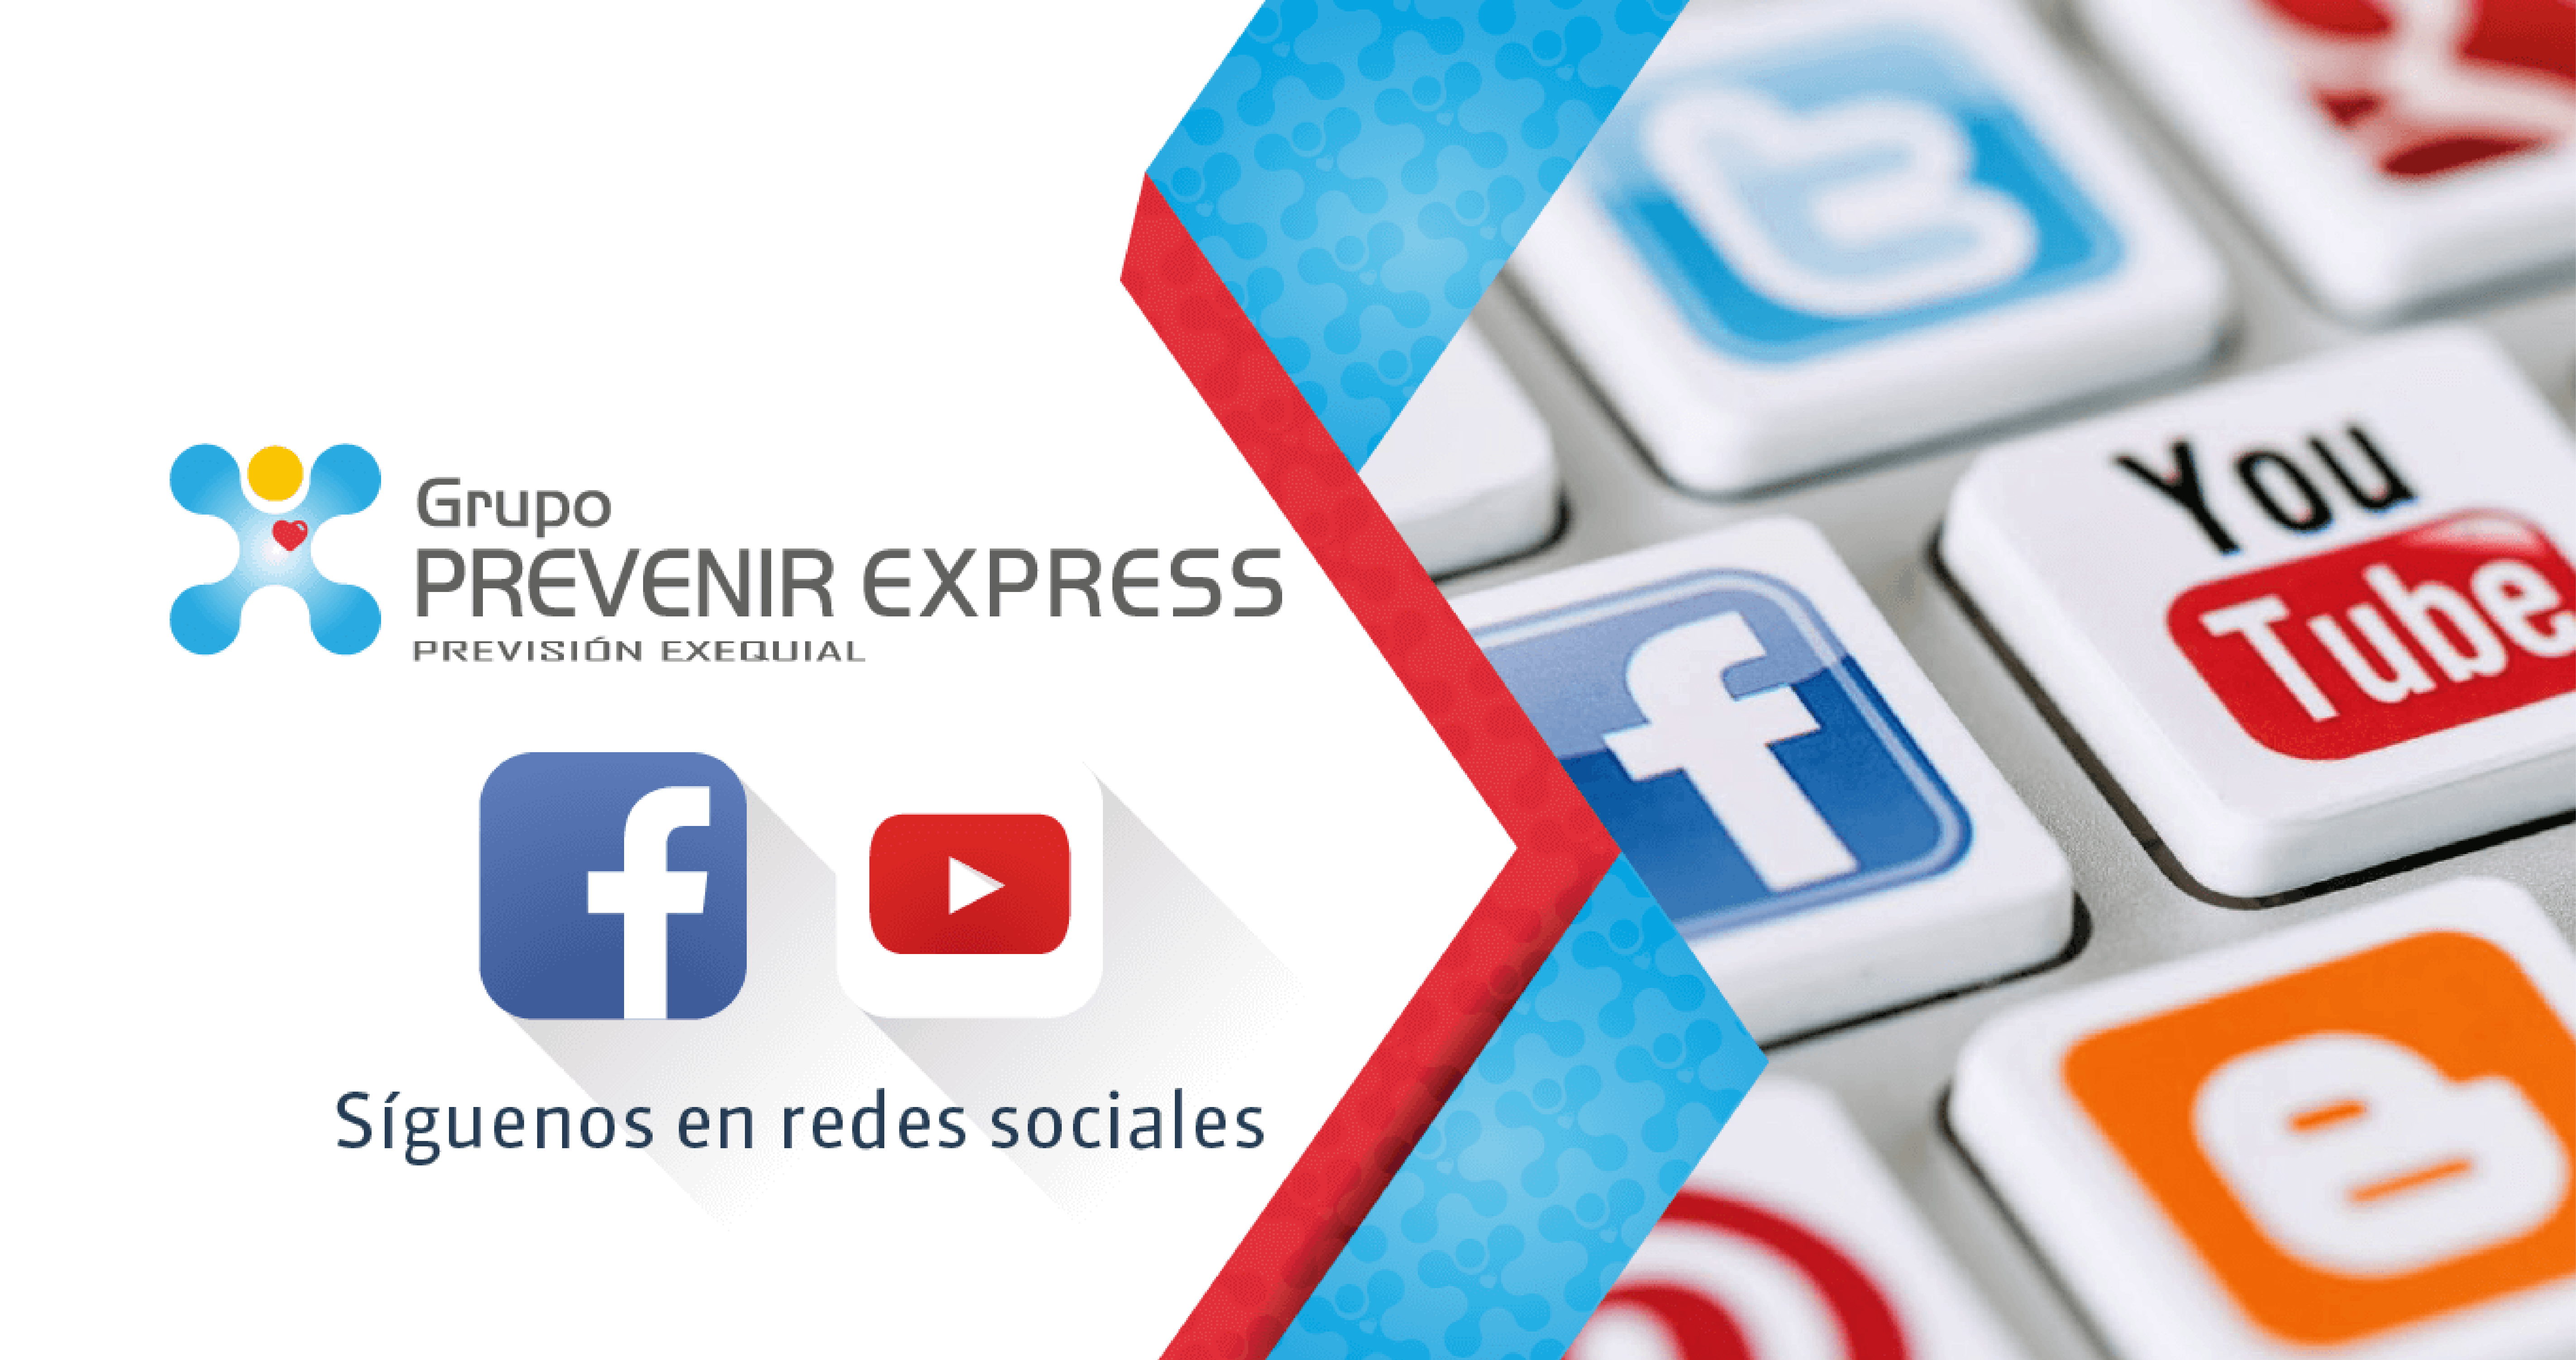 Grupo
PREVENIR EXPRESS
PREVISIÓN EXEQUIAL
Síguenos en redes sociales
You
Tube